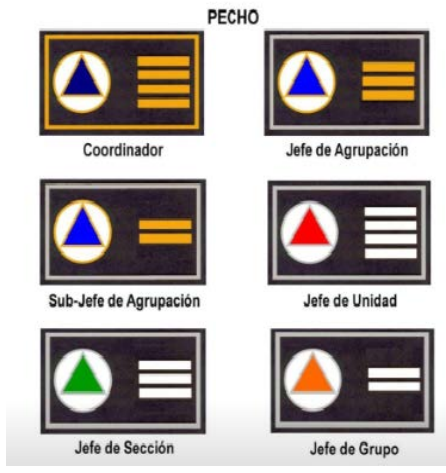 PECHO
Coordinador
Jefe de Agrupación
Sub-Jefe de Agrupación
Jefe de Unidad
Jefe de Sección
Jefe de Grupo